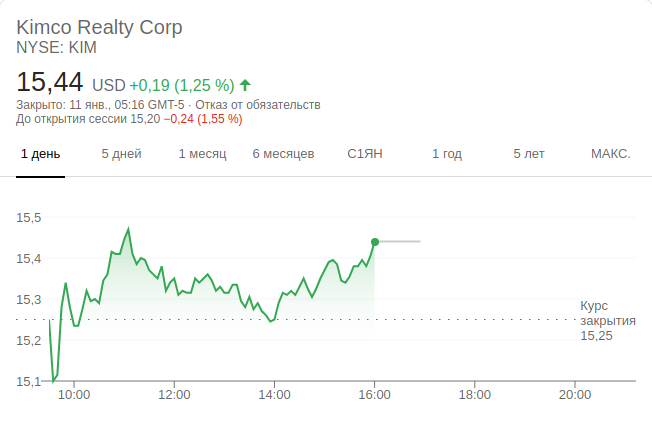 Kimco Realty Corp
NYSE: KIM
15,44 USD +0,19 (1,25 %)
Закрыто: 11 янв., 05:16 GMT-5 · Отказ от обязательств
До открытия сессии 15,20 −0,24 (1,55 %)
1 день 5 дней 1 месяц 6 месяцев С1ЯН 1 год 5 лет МАКС.
15,5
15,4
15,3
15,2
15,1
Курс
закрытия
15,25
10:00 12:00 14:00 16:00 18:00 20:00